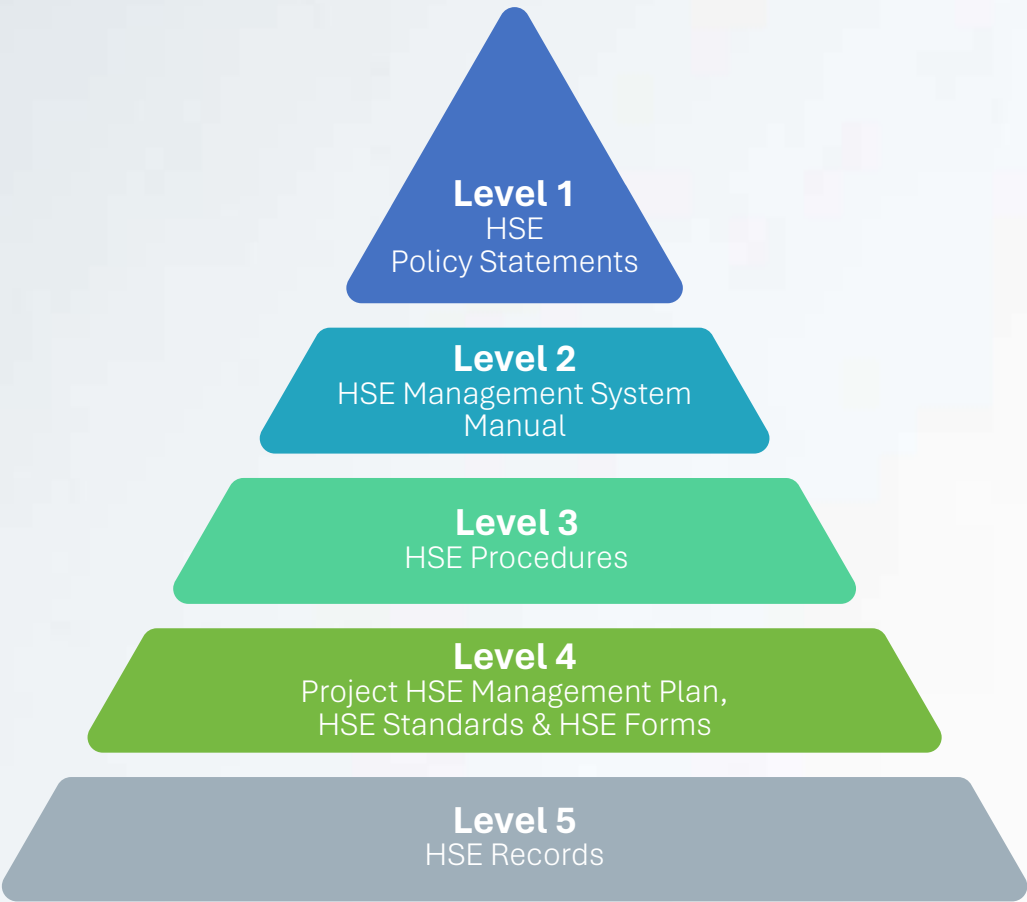 Level 1
HSE
Policy Statements
Level 2
HSE Management System
Manual
Level 3
HSE Procedures
Level 4
Project HSE Management Plan,
HSE Standards & HSE Forms
Level 5
HSE Records